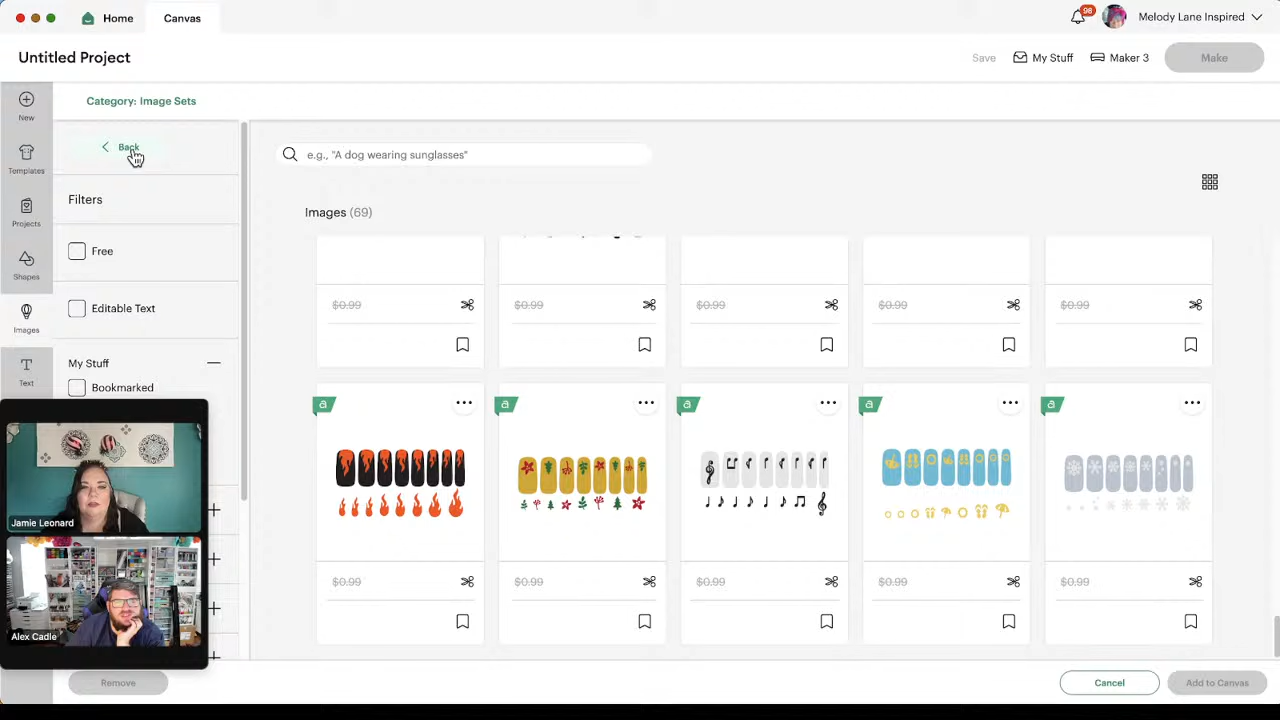 Home
Canvas
98
Melody Lane Inspired
Untitled Project
Save
My Stuff
Maker 3
Make
Category: Image Sets
New
Templates
Projects
Shapes
Images
Text
Back
Filters
Free
Editable Text
My Stuff
Bookmarked
e.g., "A dog wearing sunglasses"
Images (69)
$0.99
$0.99
$0.99
$0.99
$0.99
a
a
a
a
a
$0.99
$0.99
$0.99
$0.99
$0.99
Jamie Leonard
Alex Cadle
Remove
Cancel
Add to Canvas